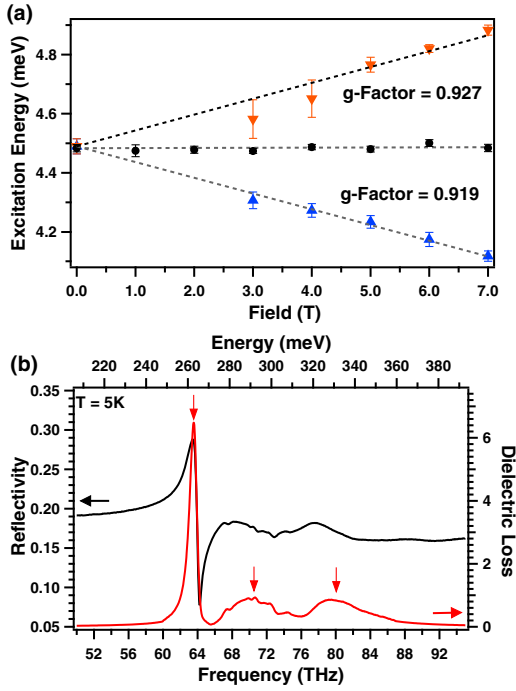 (a)
Excitation Energy (meV)
4.8
4.6
4.4
4.2
g-Factor = 0.927
g-Factor = 0.919
0.0 1.0 2.0 3.0 4.0 5.0 6.0 7.0
Field (T)
Energy (meV)
(b)
220 240 260 280 300 320 340 360 380
T = 5K
Reflectivity
0.35
0.30
0.25
0.20
0.15
0.10
0.05
Dielectric Loss
6
4
2
0
52 56 60 64 68 72 76 80 84 88 92
Frequency (THz)